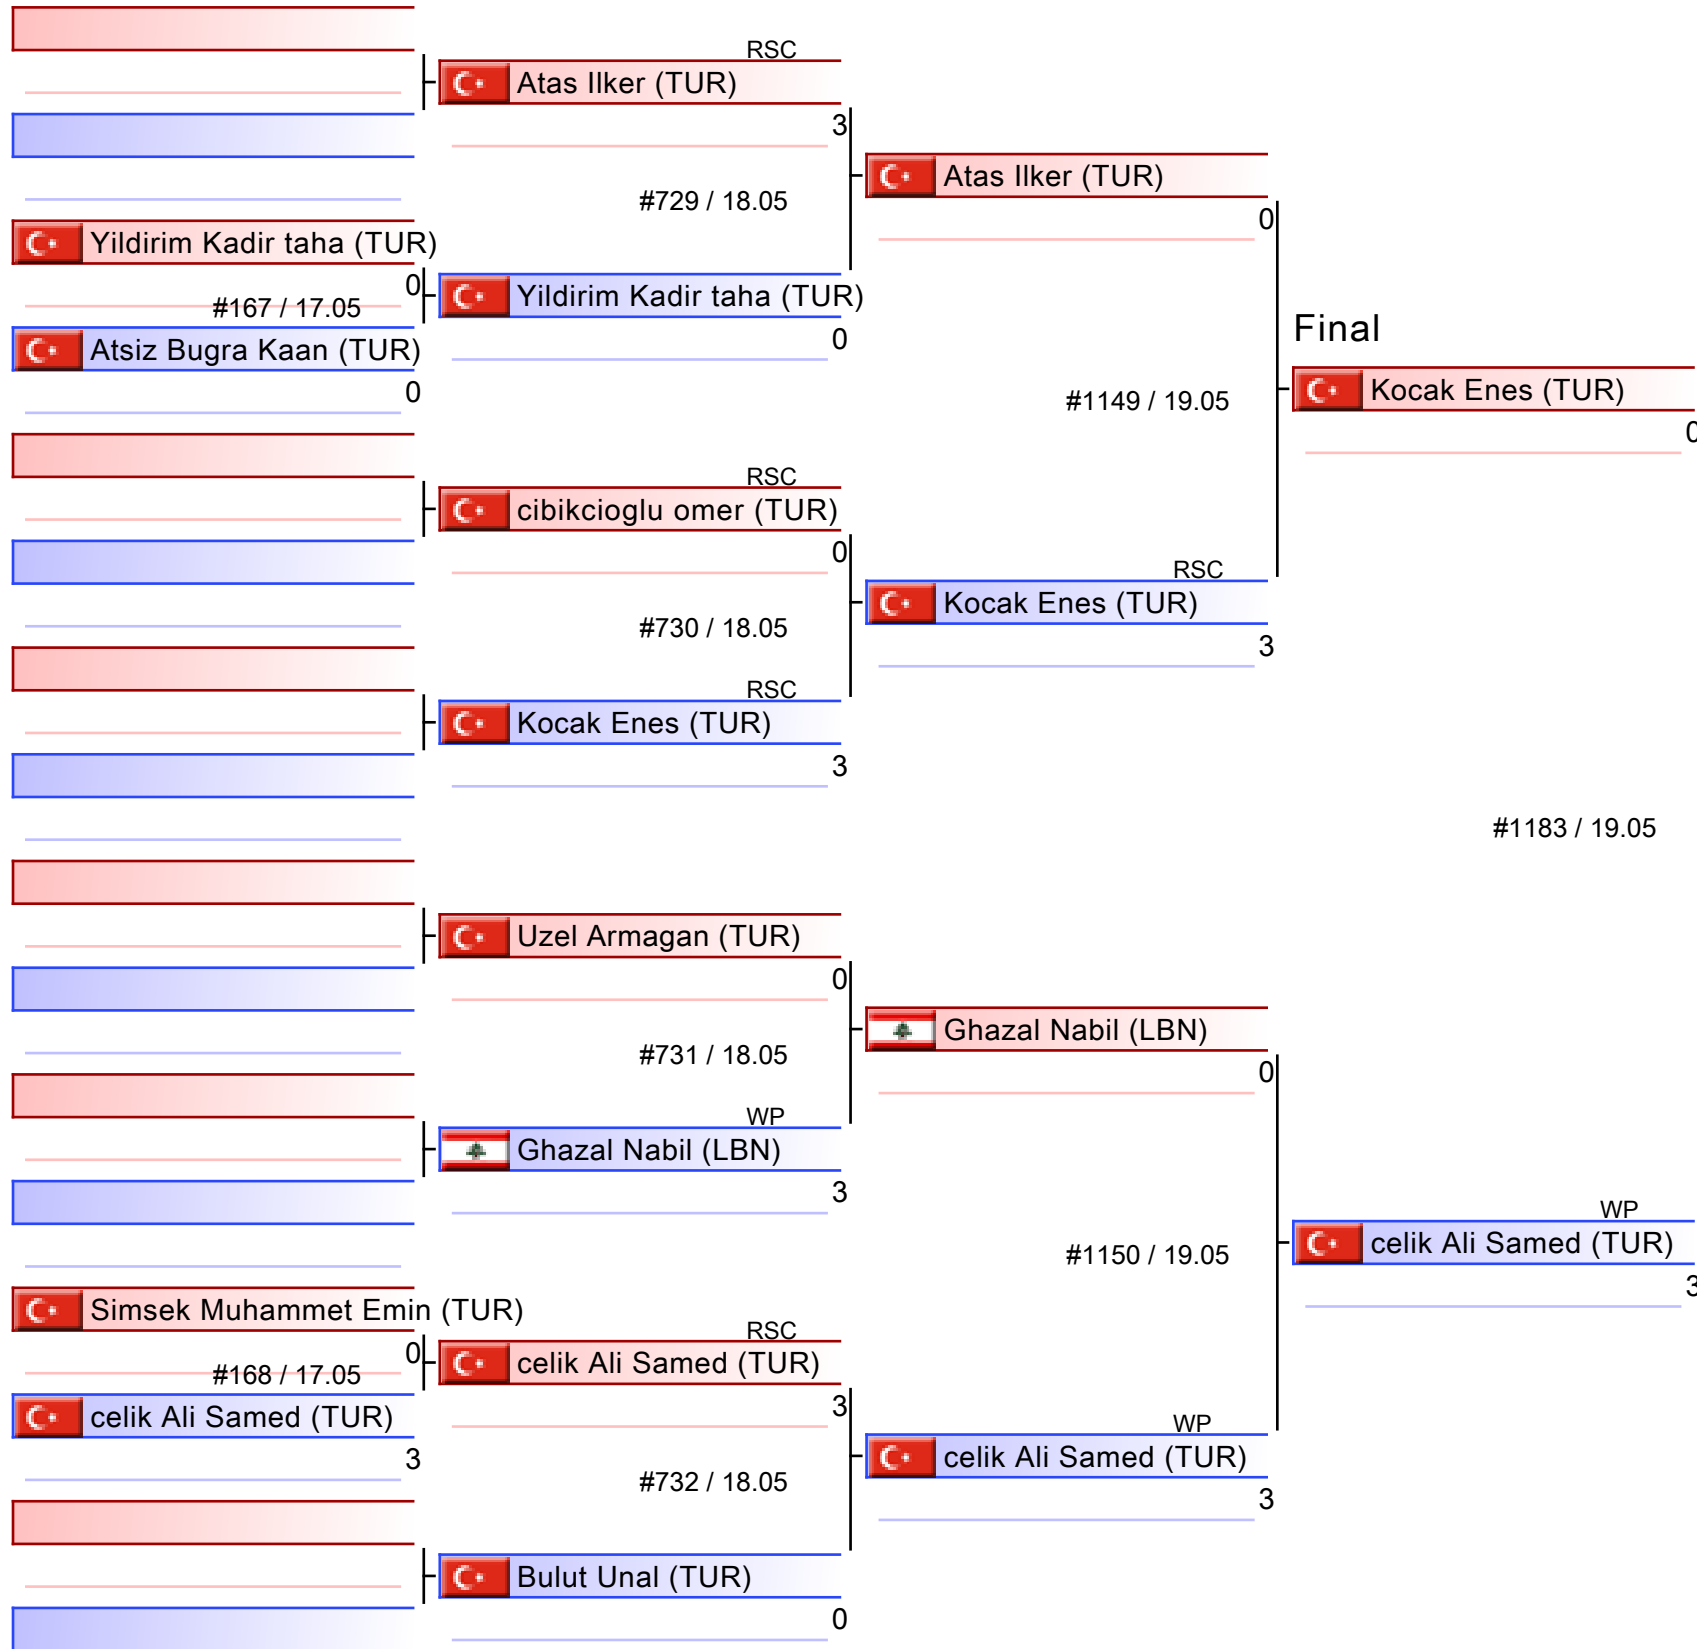 RSC
Atas Ilker (TUR)
3
#729 / 18.05
Yildirim Kadir taha (TUR)
0
#167 / 17.05
Atsiz Bugra Kaan (TUR)
0
Yildirim Kadir taha (TUR)
0
Atas Ilker (TUR)
0
#1149 / 19.05
Final
Kocak Enes (TUR)
0
RSC
cibikcioglu omer (TUR)
0
#730 / 18.05
RSC
Kocak Enes (TUR)
3
RSC
Kocak Enes (TUR)
3
#1183 / 19.05
Uzel Armagan (TUR)
0
#731 / 18.05
WP
Ghazal Nabil (LBN)
3
Ghazal Nabil (LBN)
0
#1150 / 19.05
WP
celik Ali Samed (TUR)
3
Simsek Muhammet Emin (TUR)
0
#168 / 17.05
celik Ali Samed (TUR)
3
RSC
celik Ali Samed (TUR)
3
#732 / 18.05
WP
celik Ali Samed (TUR)
3
Bulut Unal (TUR)
0